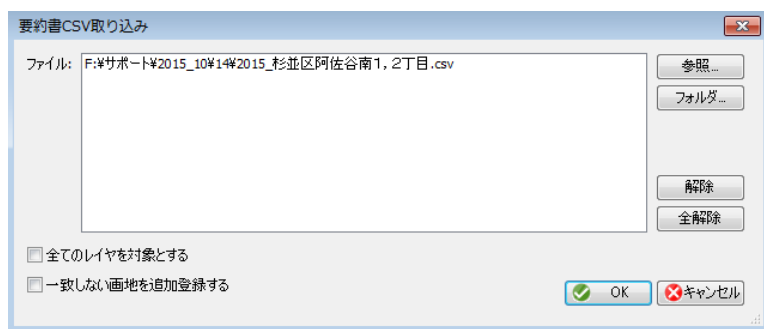 要約書CSV取り込み
ファイル:
F:¥サポート¥2015_10¥14¥2015_杉並区阿佐谷南1，2丁目.csv
参照...
フォルダ...
解除
全解除
全てのレイヤを対象とする
一致しない画地を追加登録する
OK
キャンセル